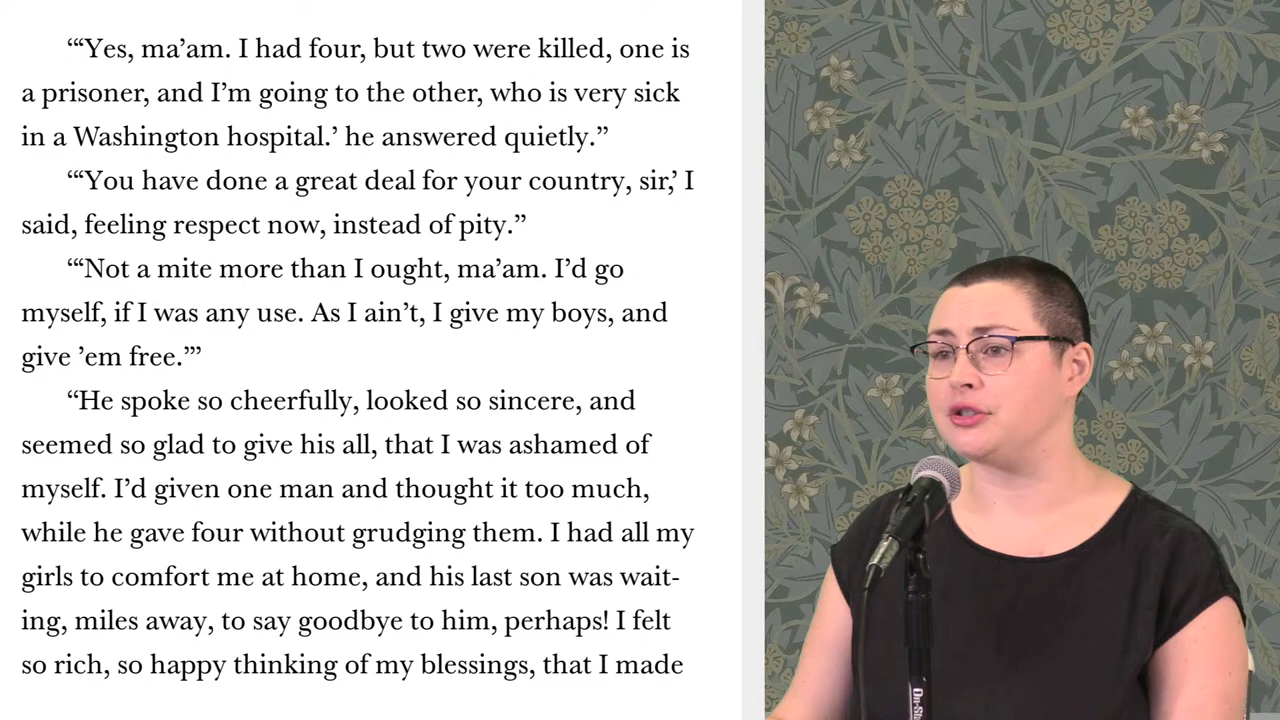 “‘Yes, ma’am. I had four, but two were killed, one is
a prisoner, and I’m going to the other, who is very sick
in a Washington hospital.’ he answered quietly.”
“‘You have done a great deal for your country, sir,’ I
said, feeling respect now, instead of pity.”
“‘Not a mite more than I ought, ma’am. I’d go
myself, if I was any use. As I ain’t, I give my boys, and
give ’em free.’”
“He spoke so cheerfully, looked so sincere, and
seemed so glad to give his all, that I was ashamed of
myself. I’d given one man and thought it too much,
while he gave four without grudging them. I had all my
girls to comfort me at home, and his last son was wait-
ing, miles away, to say goodbye to him, perhaps! I felt
so rich, so happy thinking of my blessings, that I made